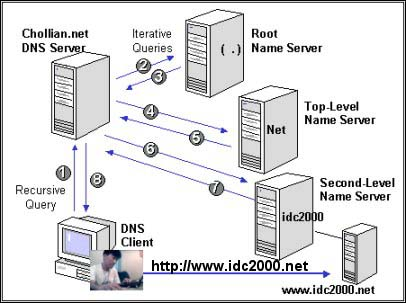 Chollian.net
DNS Server
Iterative
Queries
Root
Name Server
( . )
2
3
4
Top-Level
Name Server
Net
5
6
1
8
7
Second-Level
Name Server
Recursive
Query
idc2000
DNS
Client
http://www.idc2000.net
www.idc2000.net